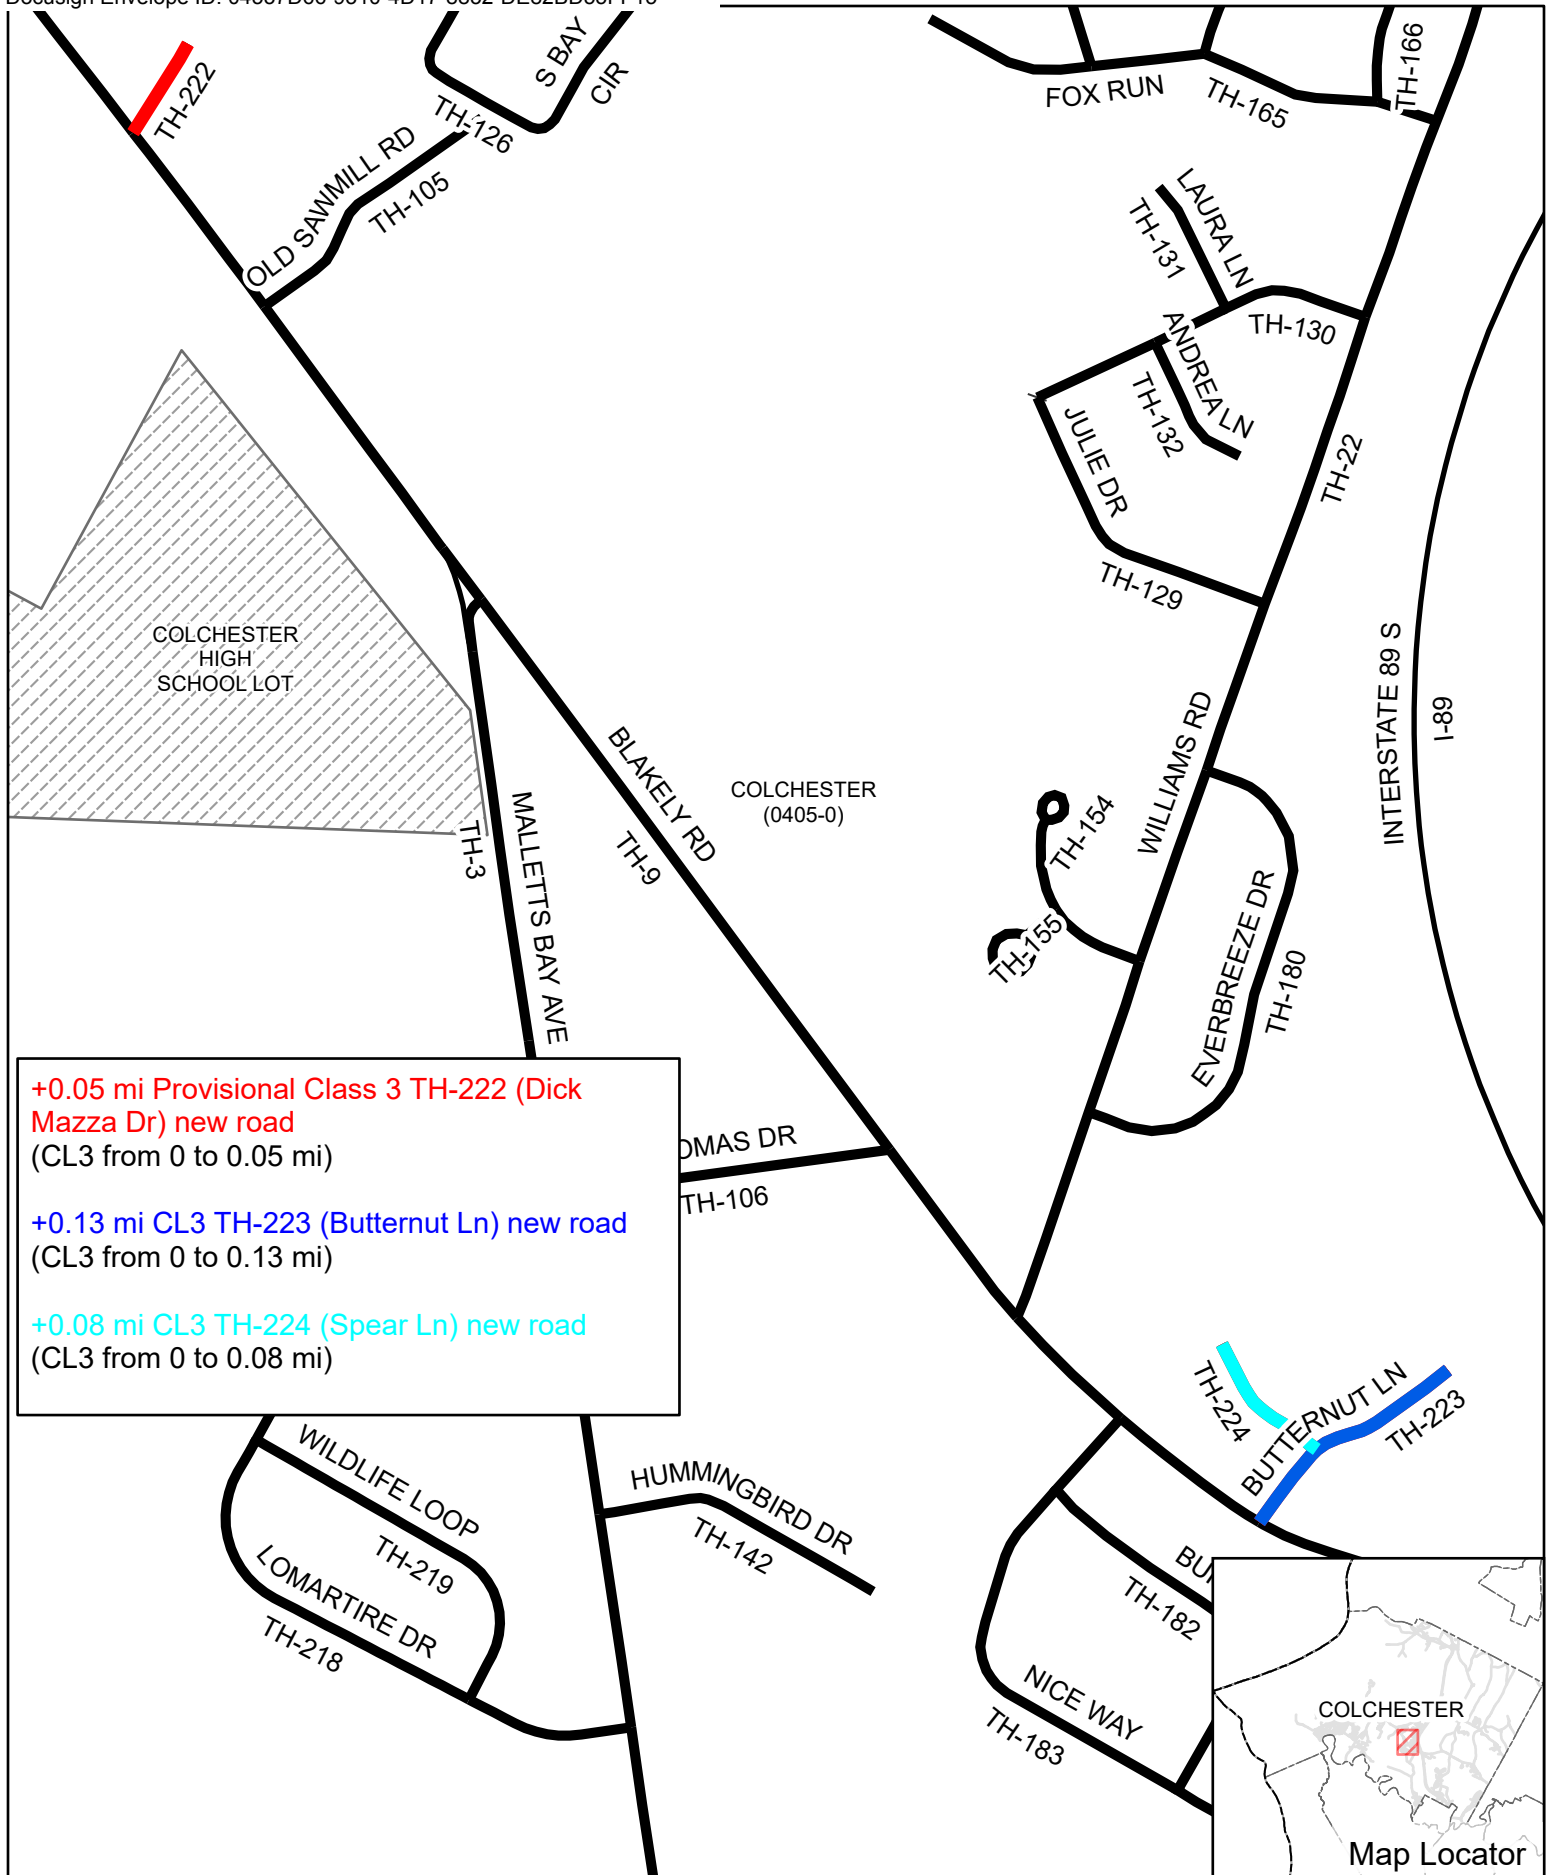 TH-222
S BAY
CIR
TH-126
OLD SAWMILL RD
TH-105
FOX RUN
TH-165
TH-166
LAURA LN
TH-131
TH-130
ANDREA LN
TH-132
JULIE DR
TH-129
TH-22
COLCHESTER
HIGH
SCHOOL LOT
INTERSTATE 89 S
I-89
WILLIAMS RD
BLAKELY RD
TH-9
COLCHESTER
(0405-0)
MALLETTS BAY AVE
TH-3
TH-154
TH-155
EVERBREEZE DR
TH-180
+0.05 mi Provisional Class 3 TH-222 (Dick
Mazza Dr) new road
(CL3 from 0 to 0.05 mi)
+0.13 mi CL3 TH-223 (Butternut Ln) new road
(CL3 from 0 to 0.13 mi)
+0.08 mi CL3 TH-224 (Spear Ln) new road
(CL3 from 0 to 0.08 mi)
OMAS DR
TH-106
TH-224
BUTTERNUT LN
TH-223
WILDLIFE LOOP
TH-219
LOMARTIRE DR
TH-218
HUMMINGBIRD DR
TH-142
BU
TH-182
NICE WAY
TH-183
COLCHESTER
Map Locator